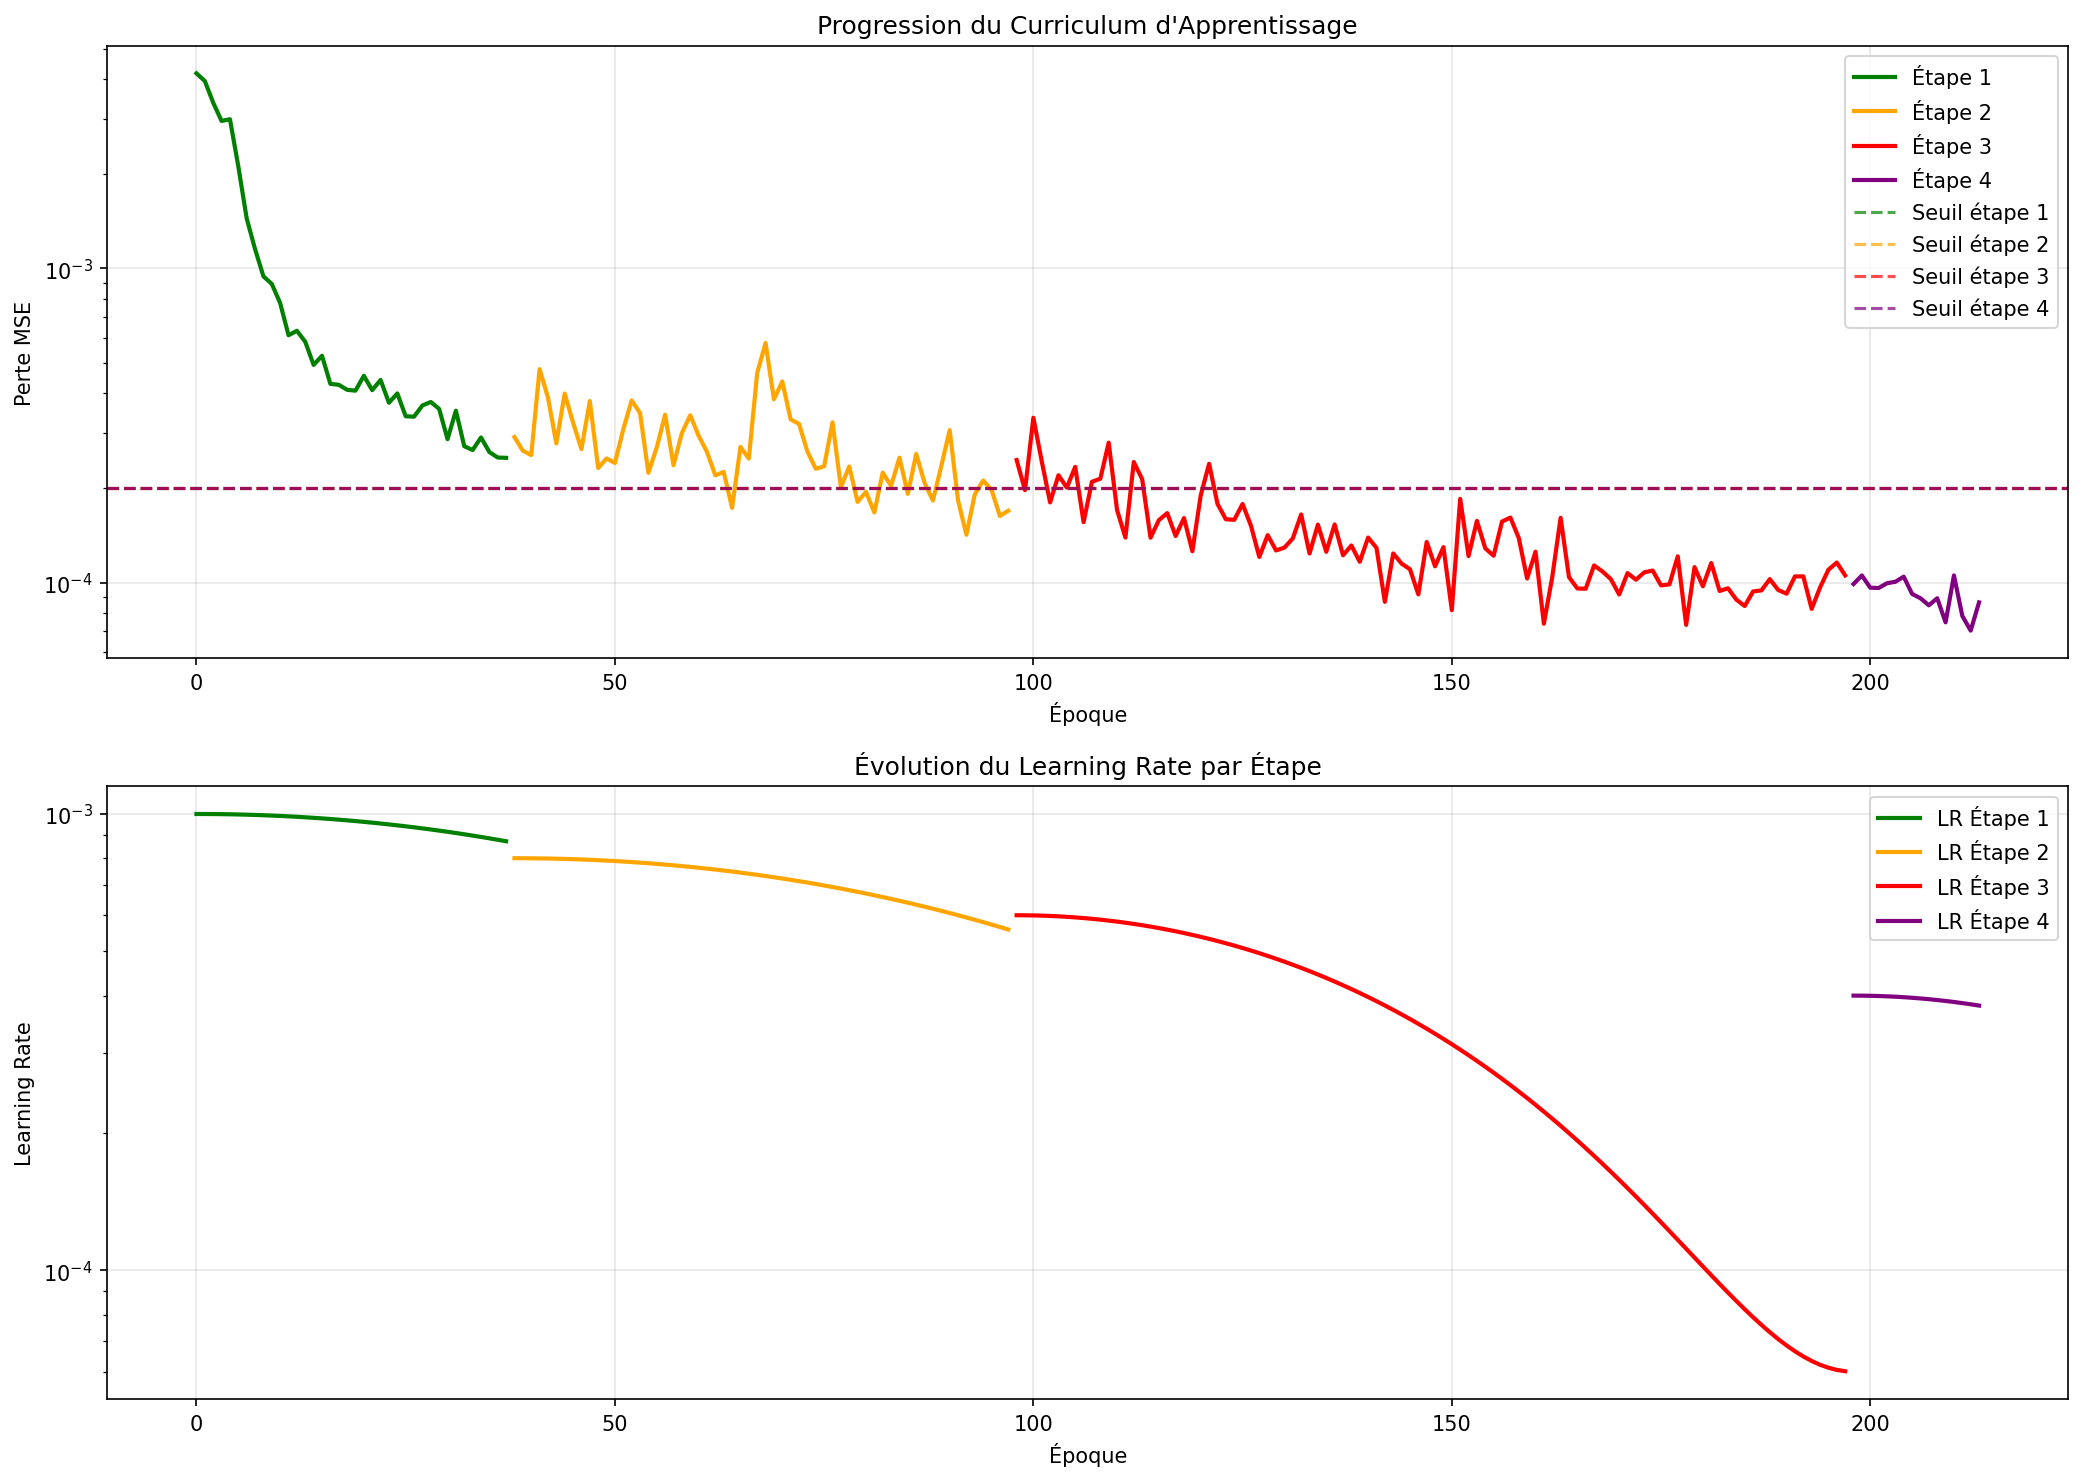 Progression du Curriculum d'Apprentissage
Perte MSE
10⁻³
10⁻⁴
0 50 100 150 200
Époque
Étape 1
Étape 2
Étape 3
Étape 4
Seuil étape 1
Seuil étape 2
Seuil étape 3
Seuil étape 4
Évolution du Learning Rate par Étape
Learning Rate
10⁻³
10⁻⁴
0 50 100 150 200
Époque
LR Étape 1
LR Étape 2
LR Étape 3
LR Étape 4